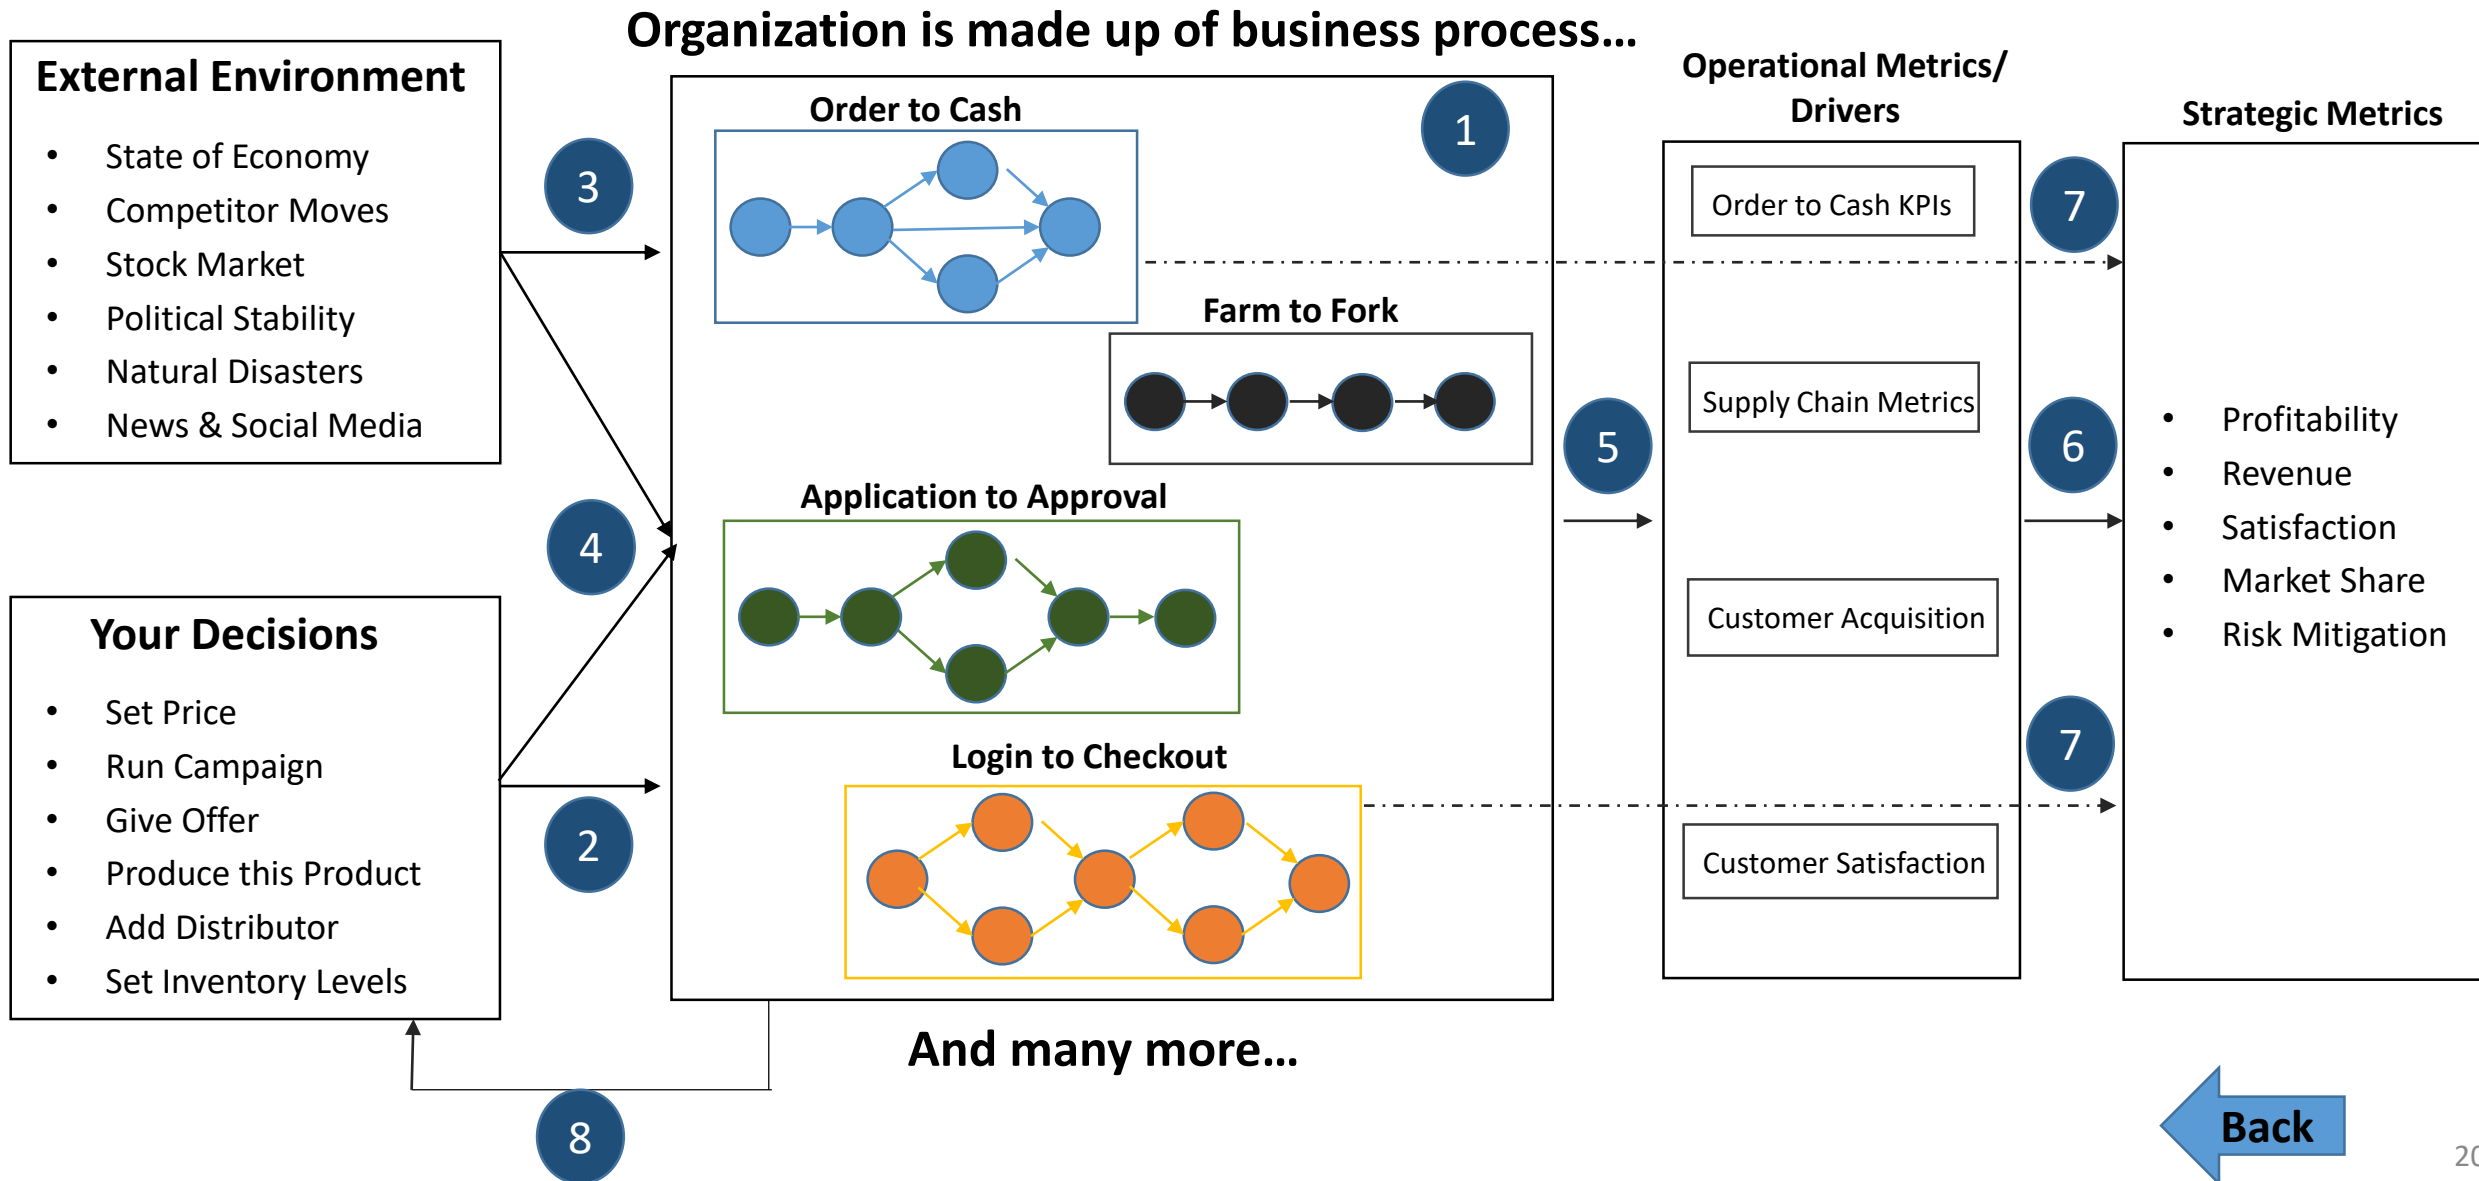 Organization is made up of business process...
External Environment
• State of Economy
• Competitor Moves
• Stock Market
• Political Stability
• Natural Disasters
• News & Social Media
3
4
Your Decisions
• Set Price
• Run Campaign
• Give Offer
• Produce this Product
• Add Distributor
• Set Inventory Levels
2
8
1
Order to Cash
Farm to Fork
Application to Approval
Login to Checkout
And many more...
5
Operational Metrics/
Drivers
Order to Cash KPIs
Supply Chain Metrics
Customer Acquisition
Customer Satisfaction
7
6
7
Strategic Metrics
• Profitability
• Revenue
• Satisfaction
• Market Share
• Risk Mitigation
Back
20